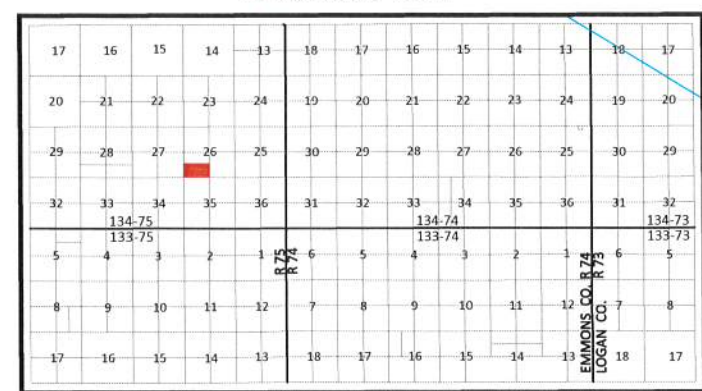 17 16 15 14 13 18 17 16 15 14 13 18 17
20 21 22 23 24 19 20 21 22 23 24 19 20
29 28 27 26 25 30 29 28 27 26 25 30 29
32 33 34 35 36 31 32 33 34 35 36 31 32
134-75 134-74 134-73
133-75 133-74 133-73
5 4 3 2 1 6 5 4 3 2 1 6 5
R 75
R 74
EMMONS CO. R 74
LOGAN CO. R 73
8 9 10 11 12 7 8 9 10 11 12 7 8
17 16 15 14 13 18 17 16 15 14 13 18 17